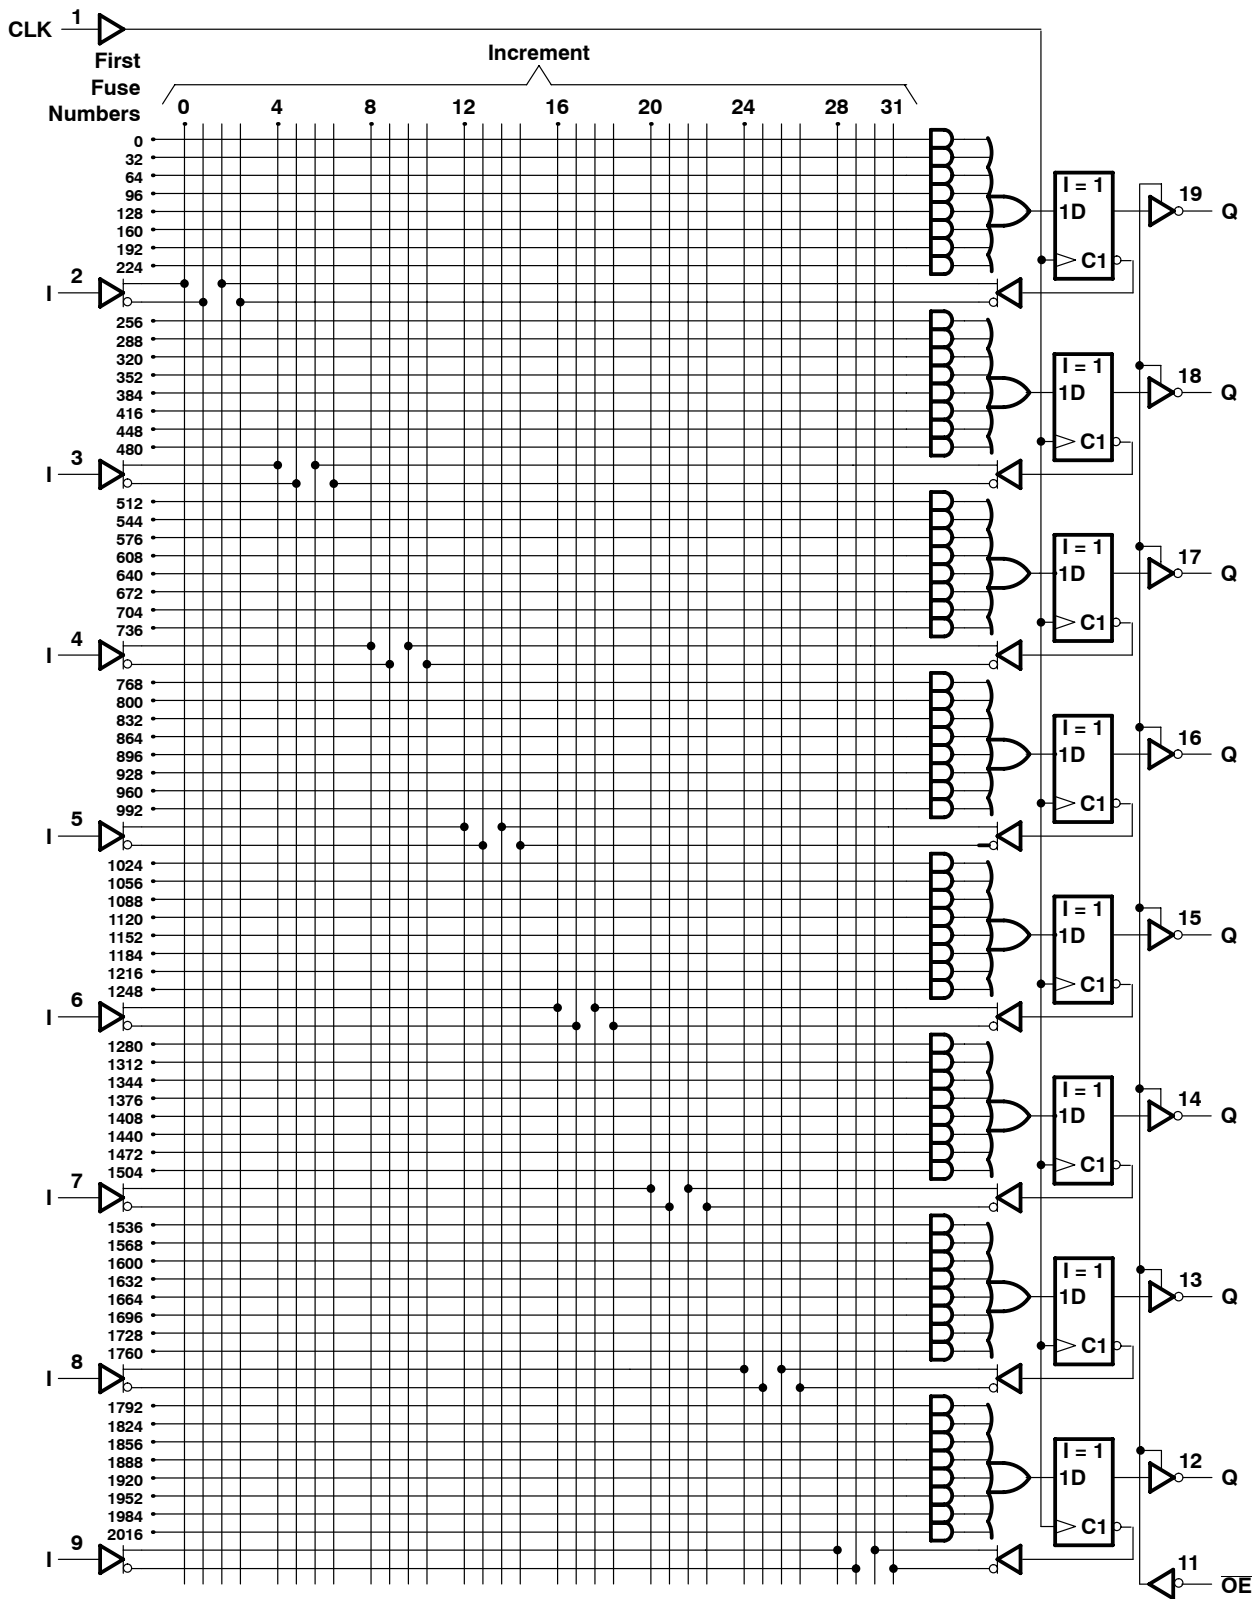 CLK 1
First
Fuse
Numbers
Increment
0 4 8 12 16 20 24 28 31
0
32
64
96
128
160
192
224
I = 1
1D
C1
19 Q
I 2
256
288
320
352
384
416
448
480
I = 1
1D
C1
18 Q
I 3
512
544
576
608
640
672
704
736
I = 1
1D
C1
17 Q
I 4
768
800
832
864
896
928
960
992
I = 1
1D
C1
16 Q
I 5
1024
1056
1088
1120
1152
1184
1216
1248
I = 1
1D
C1
15 Q
I 6
1280
1312
1344
1376
1408
1440
1472
1504
I = 1
1D
C1
14 Q
I 7
1536
1568
1600
1632
1664
1696
1728
1760
I = 1
1D
C1
13 Q
I 8
1792
1824
1856
1888
1920
1952
1984
2016
I = 1
1D
C1
12 Q
I 9
11 OE